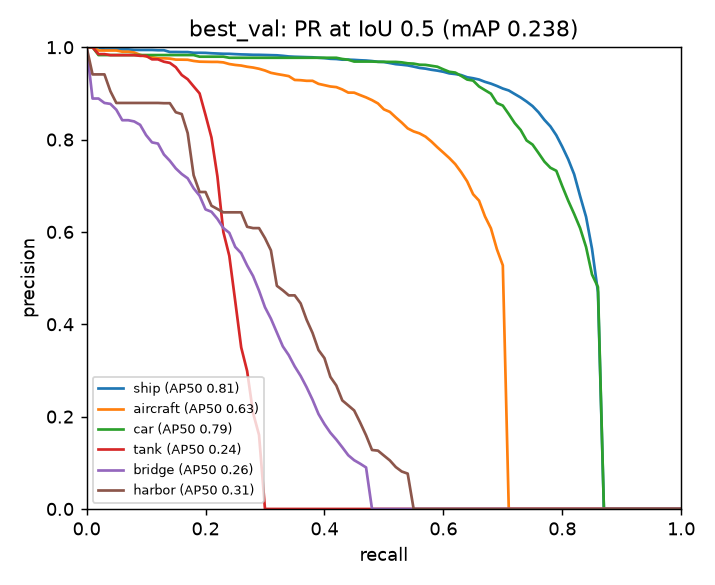 best_val: PR at IoU 0.5 (mAP 0.238)
1.0
0.8
0.6
0.4
0.2
0.0
precision
ship (AP50 0.81)
aircraft (AP50 0.63)
car (AP50 0.79)
tank (AP50 0.24)
bridge (AP50 0.26)
harbor (AP50 0.31)
0.0 0.2 0.4 0.6 0.8 1.0
recall